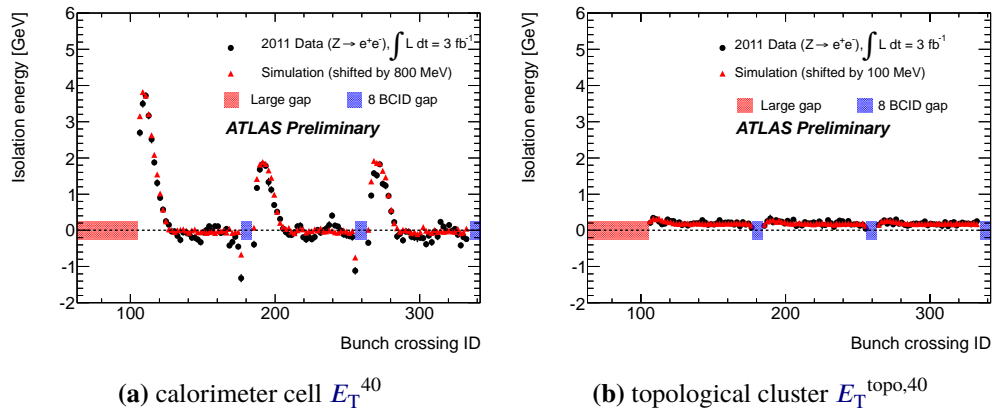 Isolation energy [GeV]
6
5
4
3
2
1
0
-1
-2
2011 Data (Z → e⁺e⁻), ∫ L dt = 3 fb⁻¹
Simulation (shifted by 800 MeV)
Large gap 8 BCID gap
ATLAS Preliminary
100 200 300
Bunch crossing ID
(a) calorimeter cell E_T^40
Isolation energy [GeV]
6
5
4
3
2
1
0
-1
-2
2011 Data (Z → e⁺e⁻), ∫ L dt = 3 fb⁻¹
Simulation (shifted by 100 MeV)
Large gap 8 BCID gap
ATLAS Preliminary
100 200 300
Bunch crossing ID
(b) topological cluster E_T^topo,40